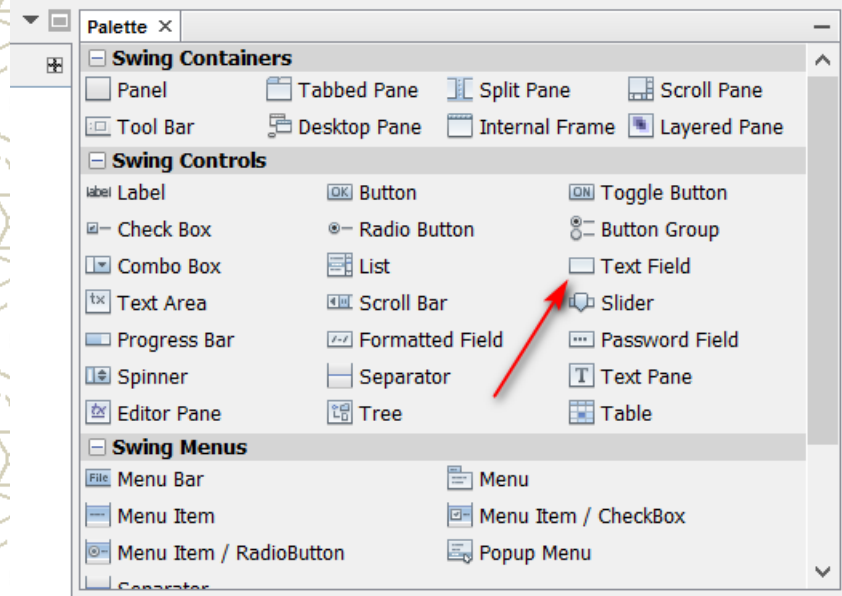 Palette
Swing Containers
Panel Tabbed Pane Split Pane Scroll Pane
Tool Bar Desktop Pane Internal Frame Layered Pane
Swing Controls
label Label OK Button ON Toggle Button
Check Box Radio Button Button Group
Combo Box List Text Field
tx Text Area Scroll Bar Slider
Progress Bar Formatted Field Password Field
Spinner Separator T Text Pane
tx Editor Pane Tree Table
Swing Menus
File Menu Bar Menu
Menu Item Menu Item / CheckBox
Menu Item / RadioButton Popup Menu
Separator